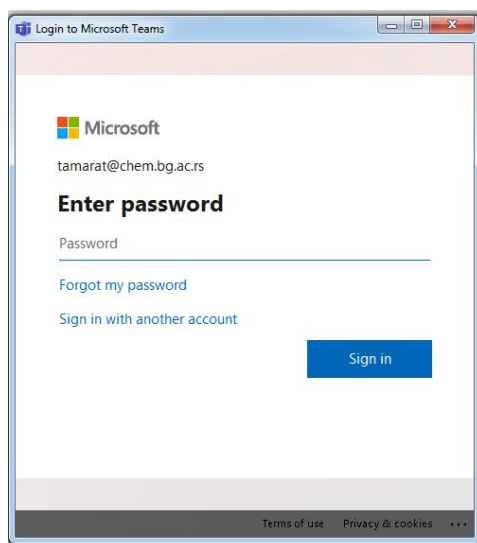 Login to Microsoft Teams
Microsoft
tamarat@chem.bg.ac.rs
Enter password
Password
Forgot my password
Sign in with another account
Sign in
Terms of use Privacy & cookies ...